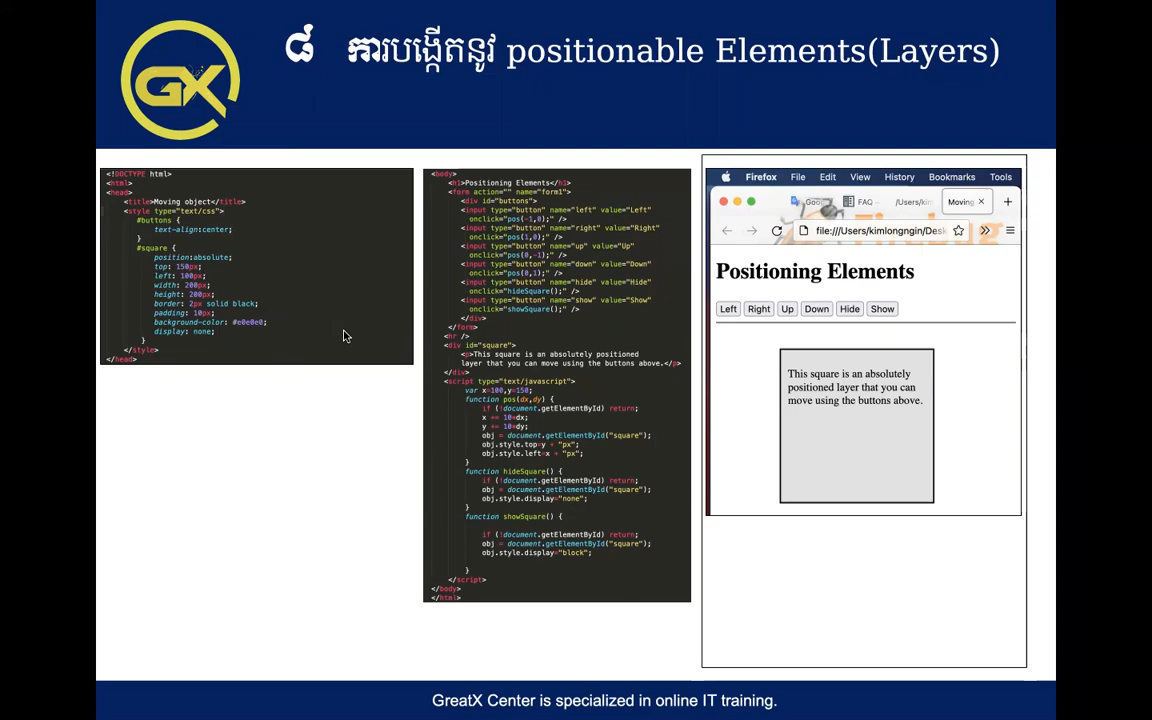 GX
៨ ការបង្កើតនូវ positionable Elements(Layers)
<!DOCTYPE html>
<html>
<head>
<title>Moving object</title>
<style type="text/css">
#buttons {
text-align:center;
}
#square {
position:absolute;
top: 150px;
left: 100px;
width: 200px;
height: 200px;
border: 2px solid black;
padding: 10px;
background-color: #e0e0e0;
display: none;
}
</style>
</head>
<body>
<h1>Positioning Elements</h1>
<form action="" name="form1">
<div id="buttons">
<input type="button" name="left" value="Left"
onclick="pos(-1,0);" />
<input type="button" name="right" value="Right"
onclick="pos(1,0);" />
<input type="button" name="up" value="Up"
onclick="pos(0,-1);" />
<input type="button" name="down" value="Down"
onclick="pos(0,1);" />
<input type="button" name="hide" value="Hide"
onclick="hideSquare();" />
<input type="button" name="show" value="Show"
onclick="showSquare();" />
</div>
</form>
<hr />
<div id="square">
<p>This square is an absolutely positioned
layer that you can move using the buttons above.</p>
</div>
<script type="text/javascript">
var x=100,y=150;
function pos(dx,dy) {
if (!document.getElementById) return;
x += 10*dx;
y += 10*dy;
obj = document.getElementById("square");
obj.style.top=y + "px";
obj.style.left=x + "px";
}
function hideSquare() {
if (!document.getElementById) return;
obj = document.getElementById("square");
obj.style.display="none";
}
function showSquare() {
if (!document.getElementById) return;
obj = document.getElementById("square");
obj.style.display="block";
}
</script>
</body>
</html>
Firefox File Edit View History Bookmarks Tools
Goo FAQ /Users/kim Moving
file:///Users/kimlongngin/Desk
Positioning Elements
Left Right Up Down Hide Show
This square is an absolutely
positioned layer that you can
move using the buttons above.
GreatX Center is specialized in online IT training.